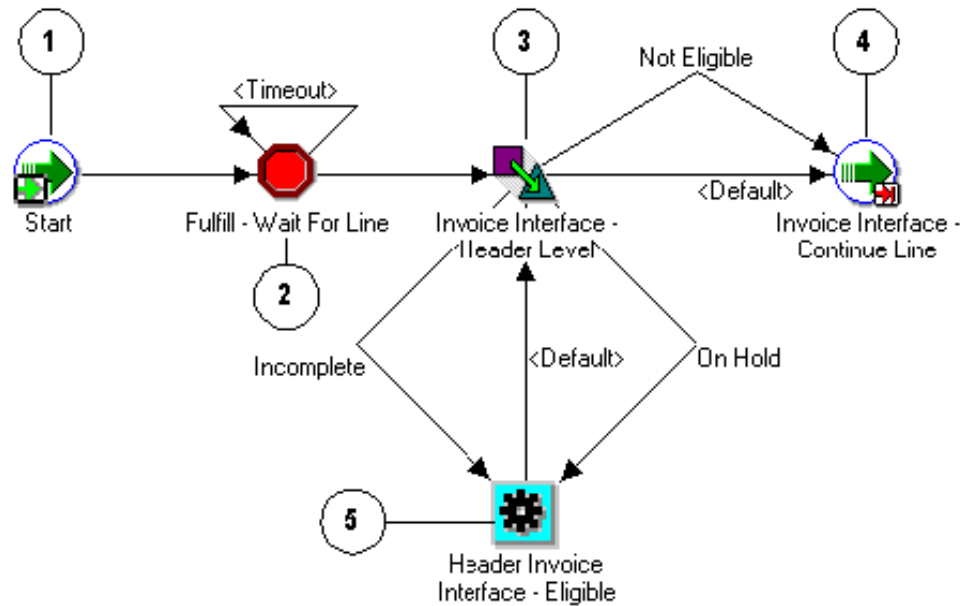 1
3
4
Not Eligible
<Timeout>
<Default>
Start
Fulfill - Wait For Line
Invoice Interface -
Header Level
Invoice Interface -
Continue Line
2
Incomplete
<Default>
On Hold
5
Header Invoice
Interface - Eligible